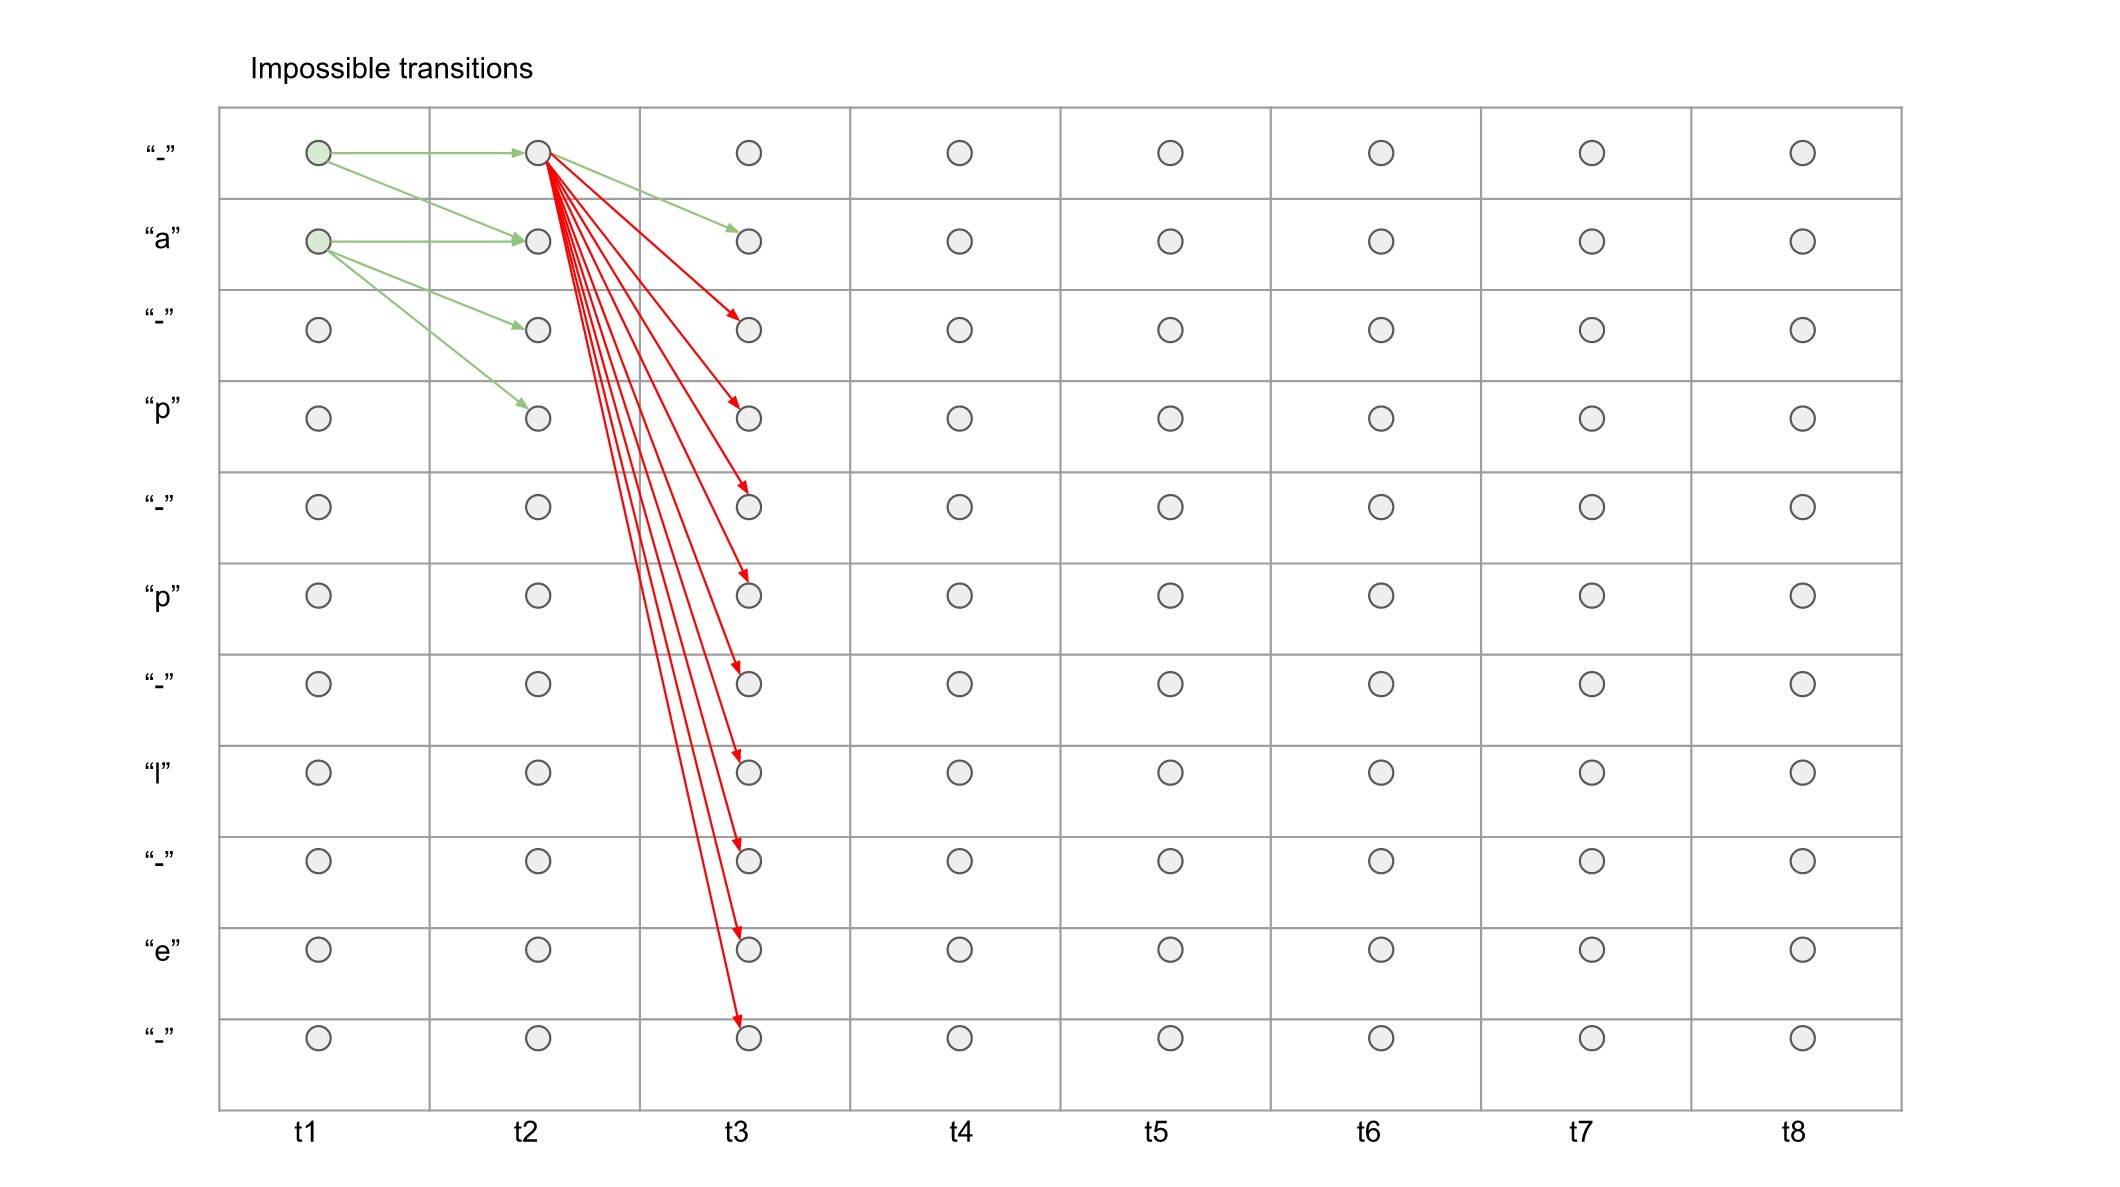 Impossible transitions
“-”
“a”
“-”
“p”
“-”
“p”
“-”
“l”
“-”
“e”
“-”
t1 t2 t3 t4 t5 t6 t7 t8